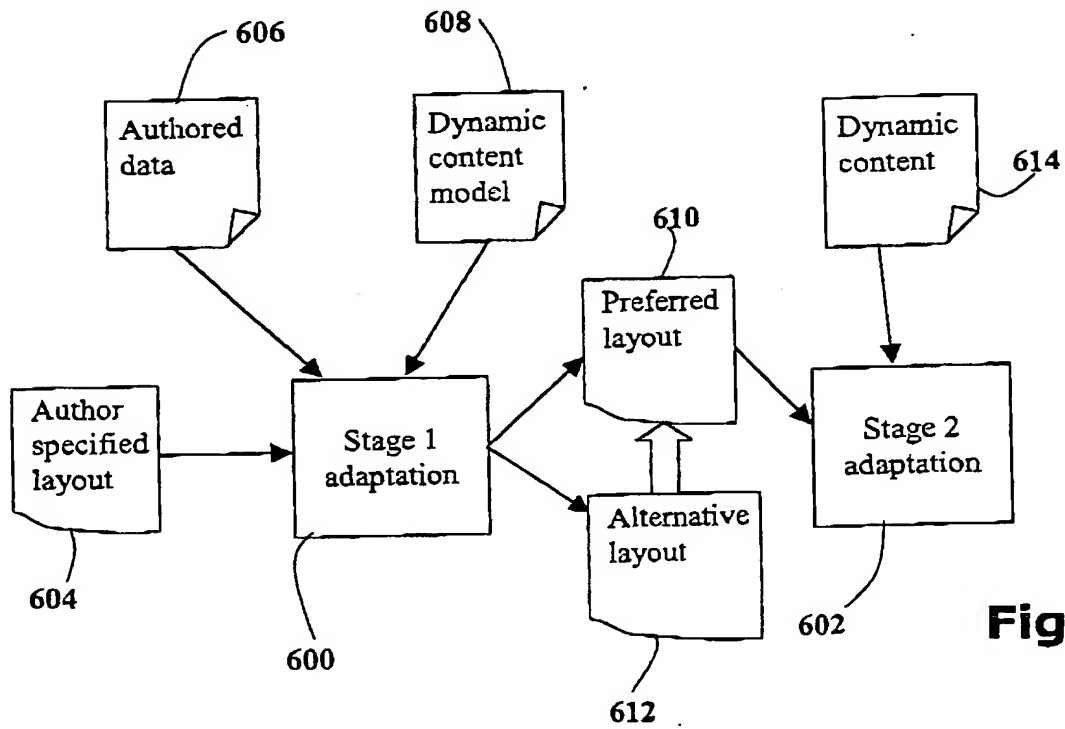 606
608
Authored
data
Dynamic
content
model
Dynamic
content
614
610
Preferred
layout
Author
specified
layout
Stage 1
adaptation
Stage 2
adaptation
Alternative
layout
604
600
602
612
Fig